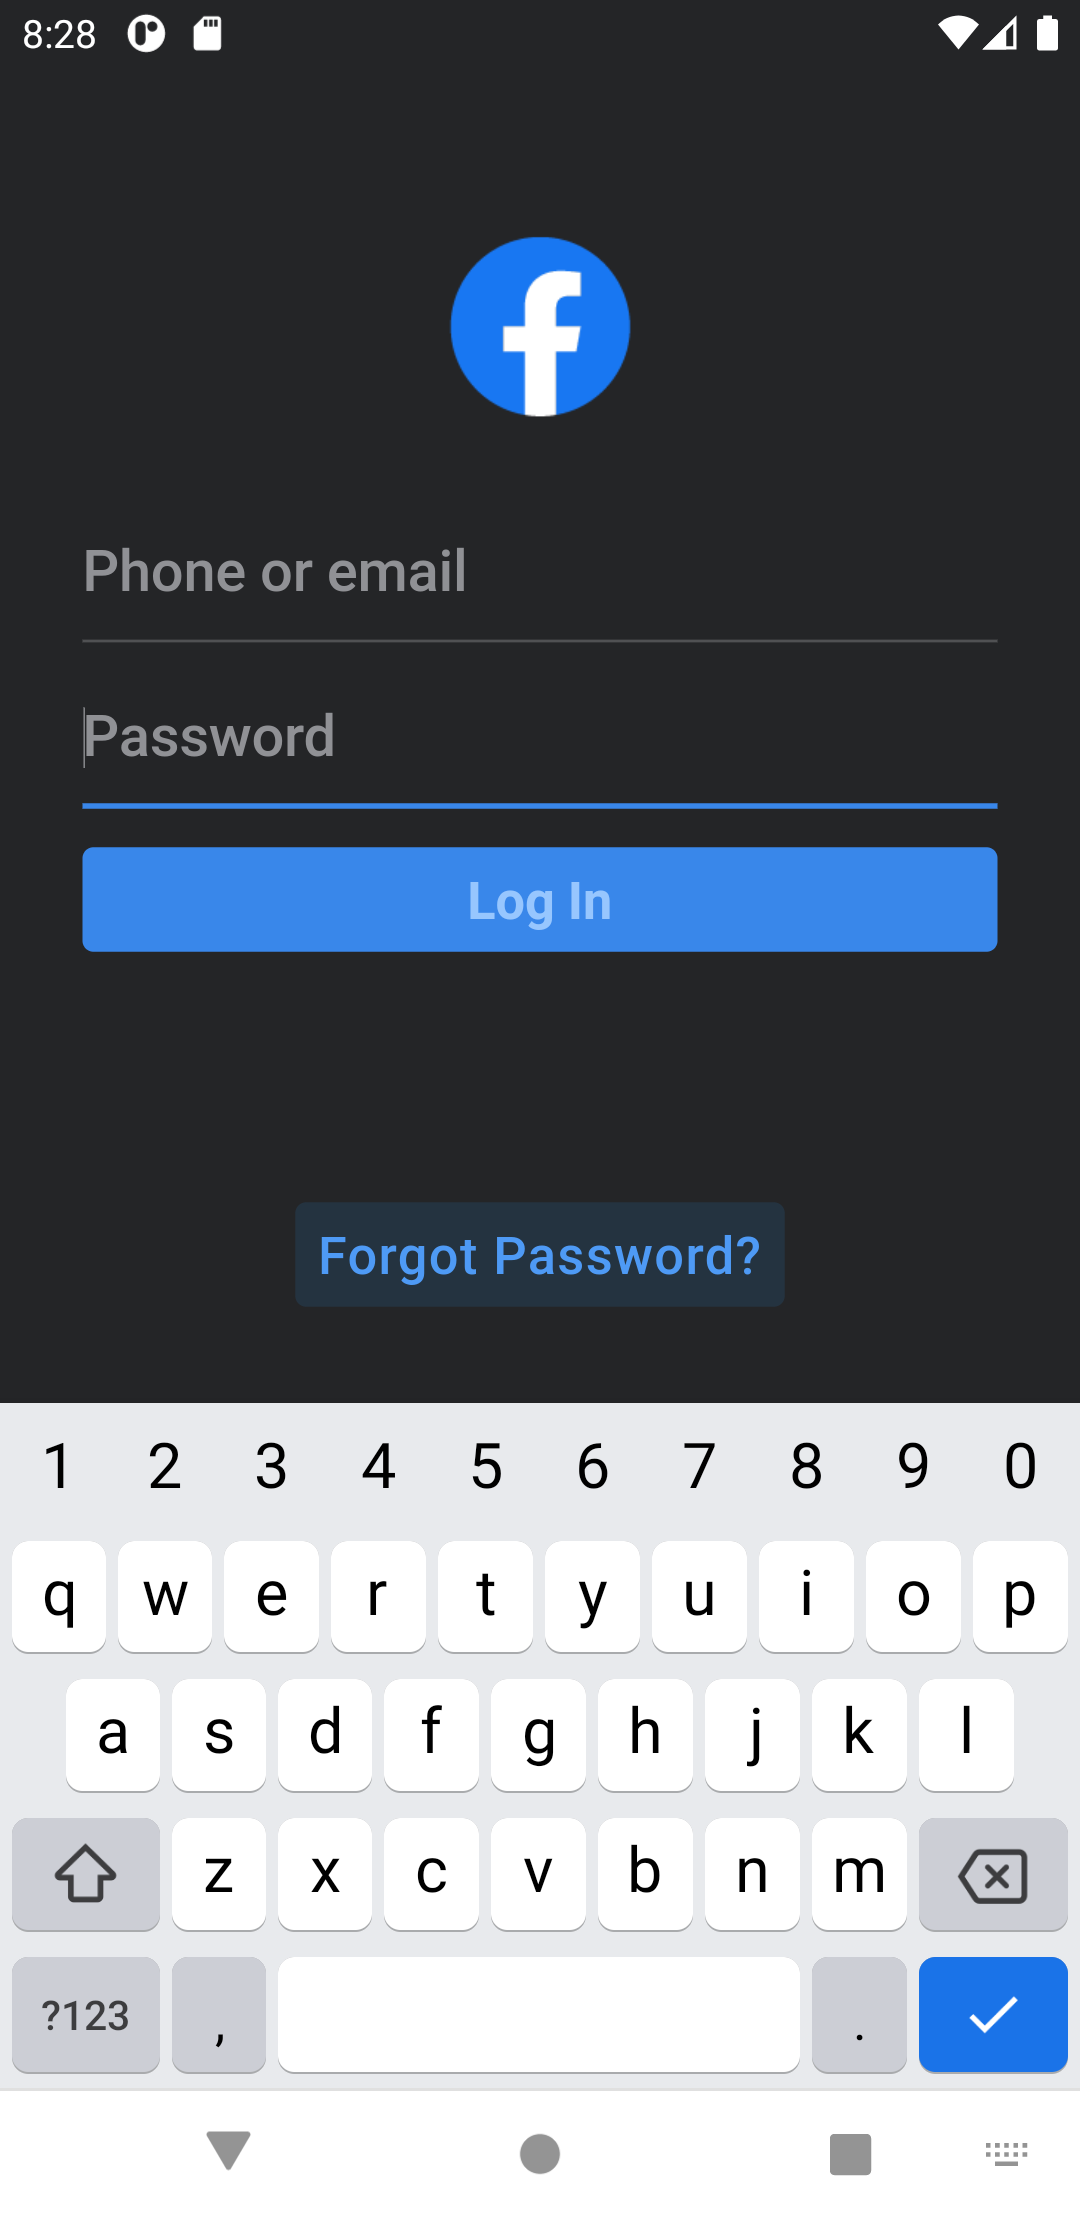 8:28
Phone or email
Password
Log In
Forgot Password?
1 2 3 4 5 6 7 8 9 0
q w e r t y u i o p
a s d f g h j k l
z x c v b n m
?123 , .